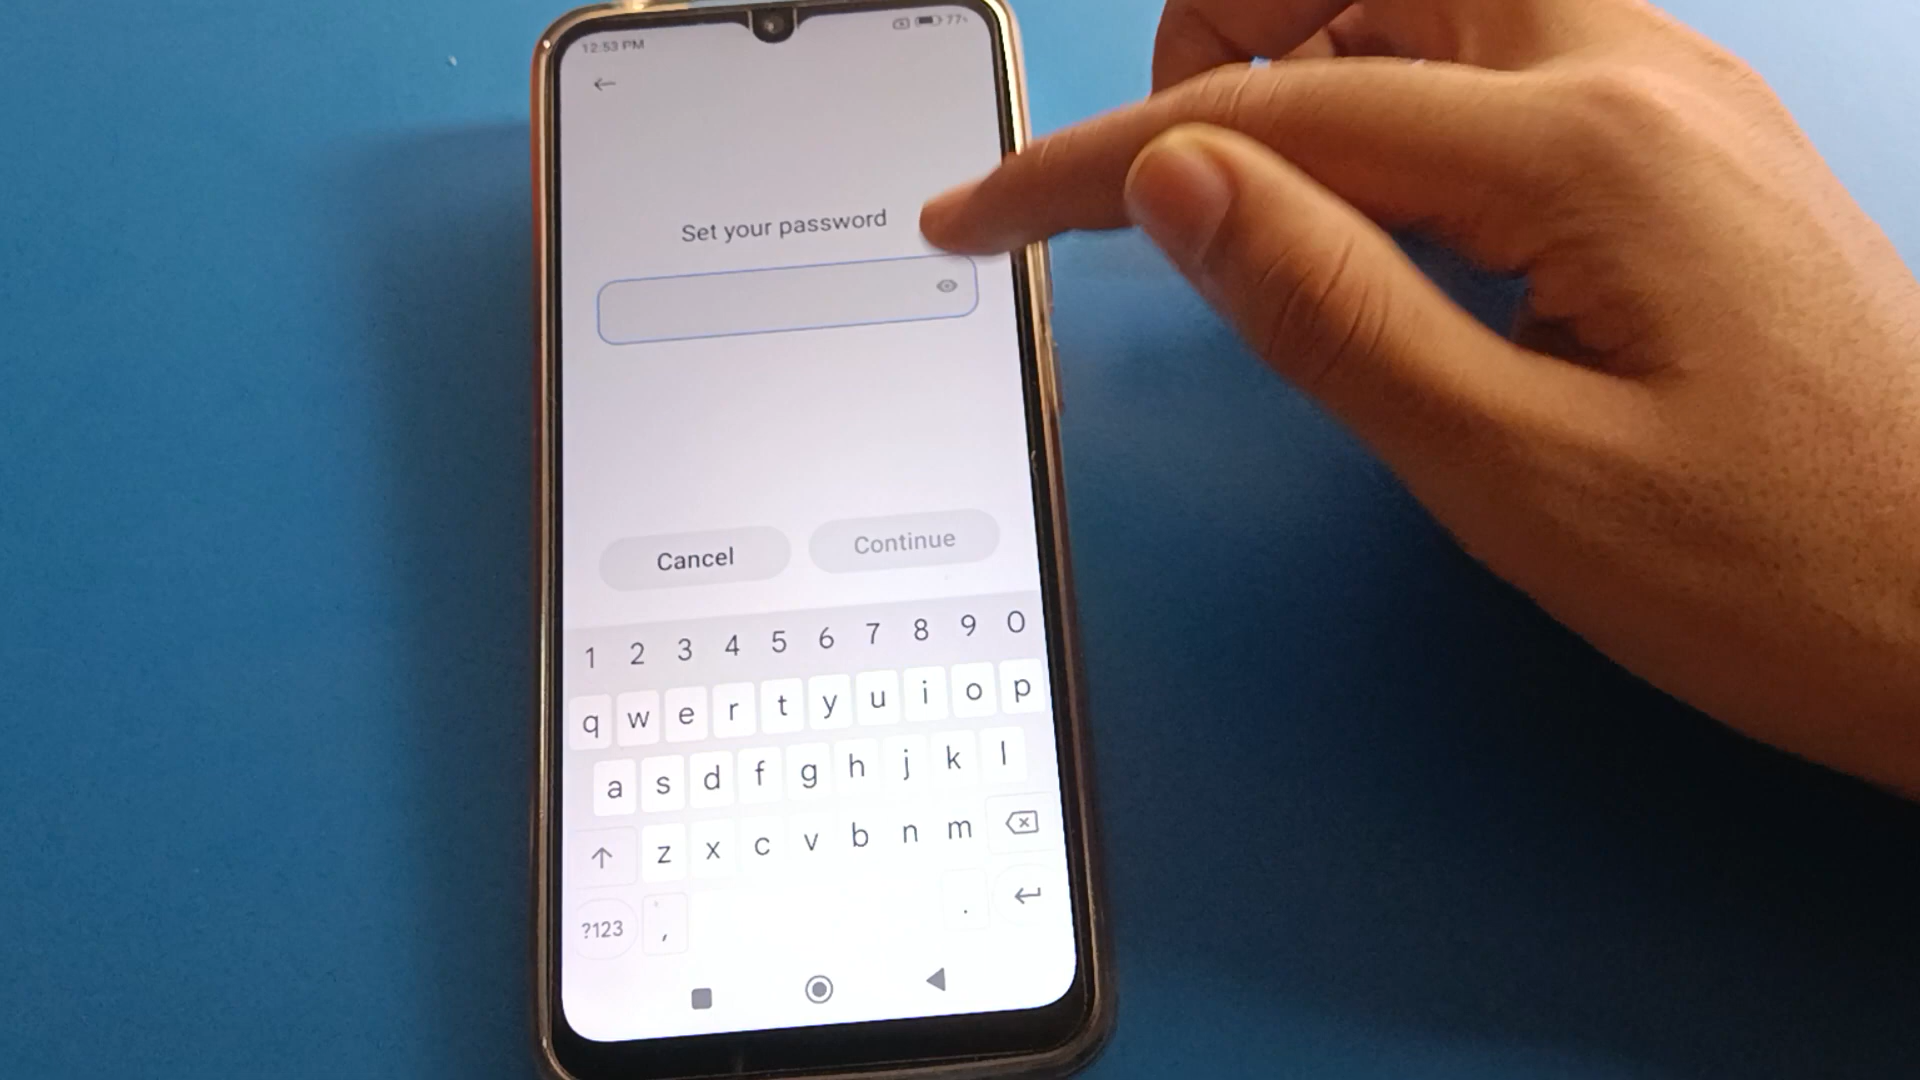 12:53 PM
77%
Set your password
Cancel
Continue
1 2 3 4 5 6 7 8 9 0
q w e r t y u i o p
a s d f g h j k l
z x c v b n m
?123 , .